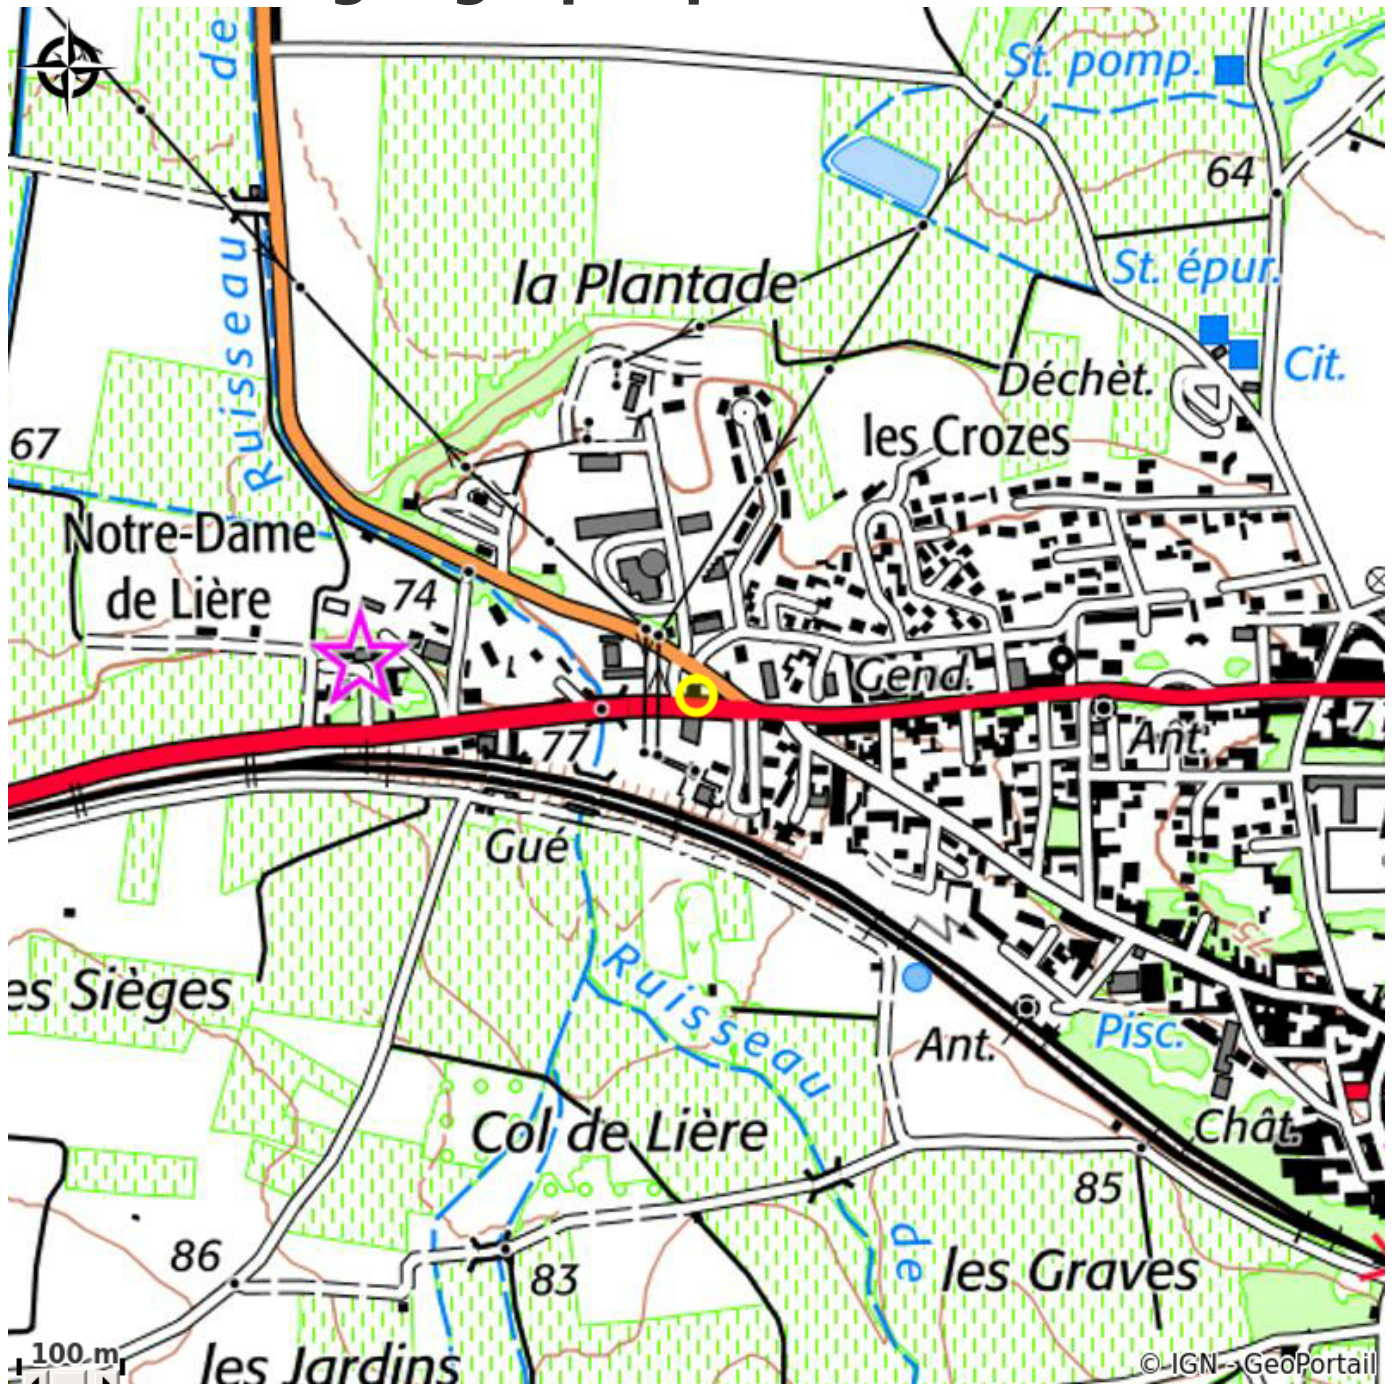 de
St. pomp.
64
Ruisseau
la Plantade
St. épur.
Déchèt.
Cit.
67
les Crozes
Notre-Dame
de Lière
74
Gend.
77
Ant.
71
Gué
75
es Sièges
Ruisseau
Ant.
Pisc.
Col de Lière
Chât.
85
de
86
83
les Graves
100 m
les Jardins
© IGN - GeoPortail